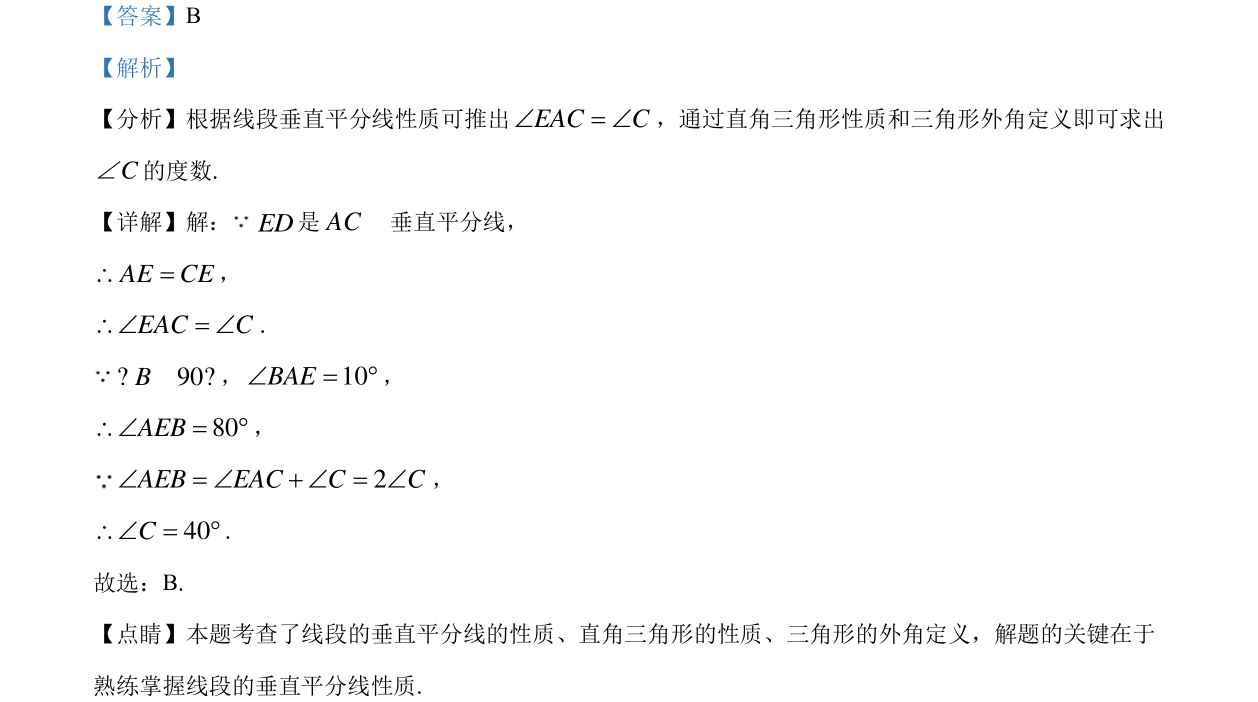 【答案】B
【解析】
【分析】根据线段垂直平分线性质可推出∠EAC = ∠C，通过直角三角形性质和三角形外角定义即可求出
∠C的度数.
【详解】解：∵ ED是AC  垂直平分线，
∴AE = CE，
∴∠EAC = ∠C.
∵? B  90?，∠BAE = 10°，
∴∠AEB = 80°，
∵∠AEB = ∠EAC + ∠C = 2∠C，
∴∠C = 40°.
故选：B.
【点睛】本题考查了线段的垂直平分线的性质、直角三角形的性质、三角形的外角定义，解题的关键在于
熟练掌握线段的垂直平分线性质.